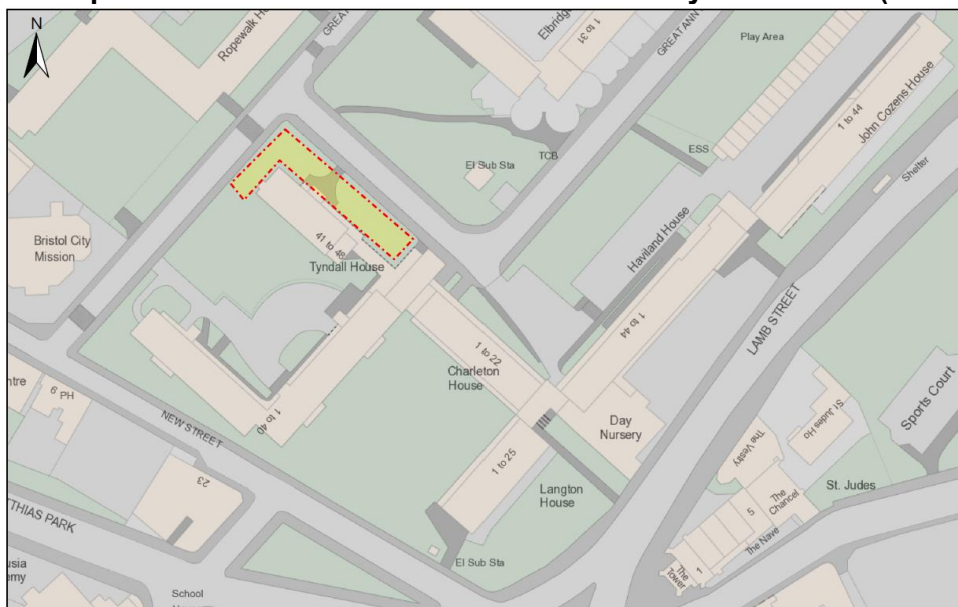 N
Ropewalk Ho
GREAT
Elbridg
1 to 31
GREAT ANN
Play Area
John Cozens House
1 to 44
ESS
TCB
El Sub Sta
Shelter
Bristol City
Mission
41 to 48
Tyndall House
Haviland House
1 to 44
LAMB STREET
1 to 22
Charleton
House
Day
Nursery
Sports Court
St Judes Ho
The Vestry
ntre
9
PH
1 to 40
NEW STREET
1 to 25
23
Langton
House
St. Judes
The
Chancel
5
The Nave
THIAS PARK
El Sub Sta
1
The
Tower
usia
emy
School